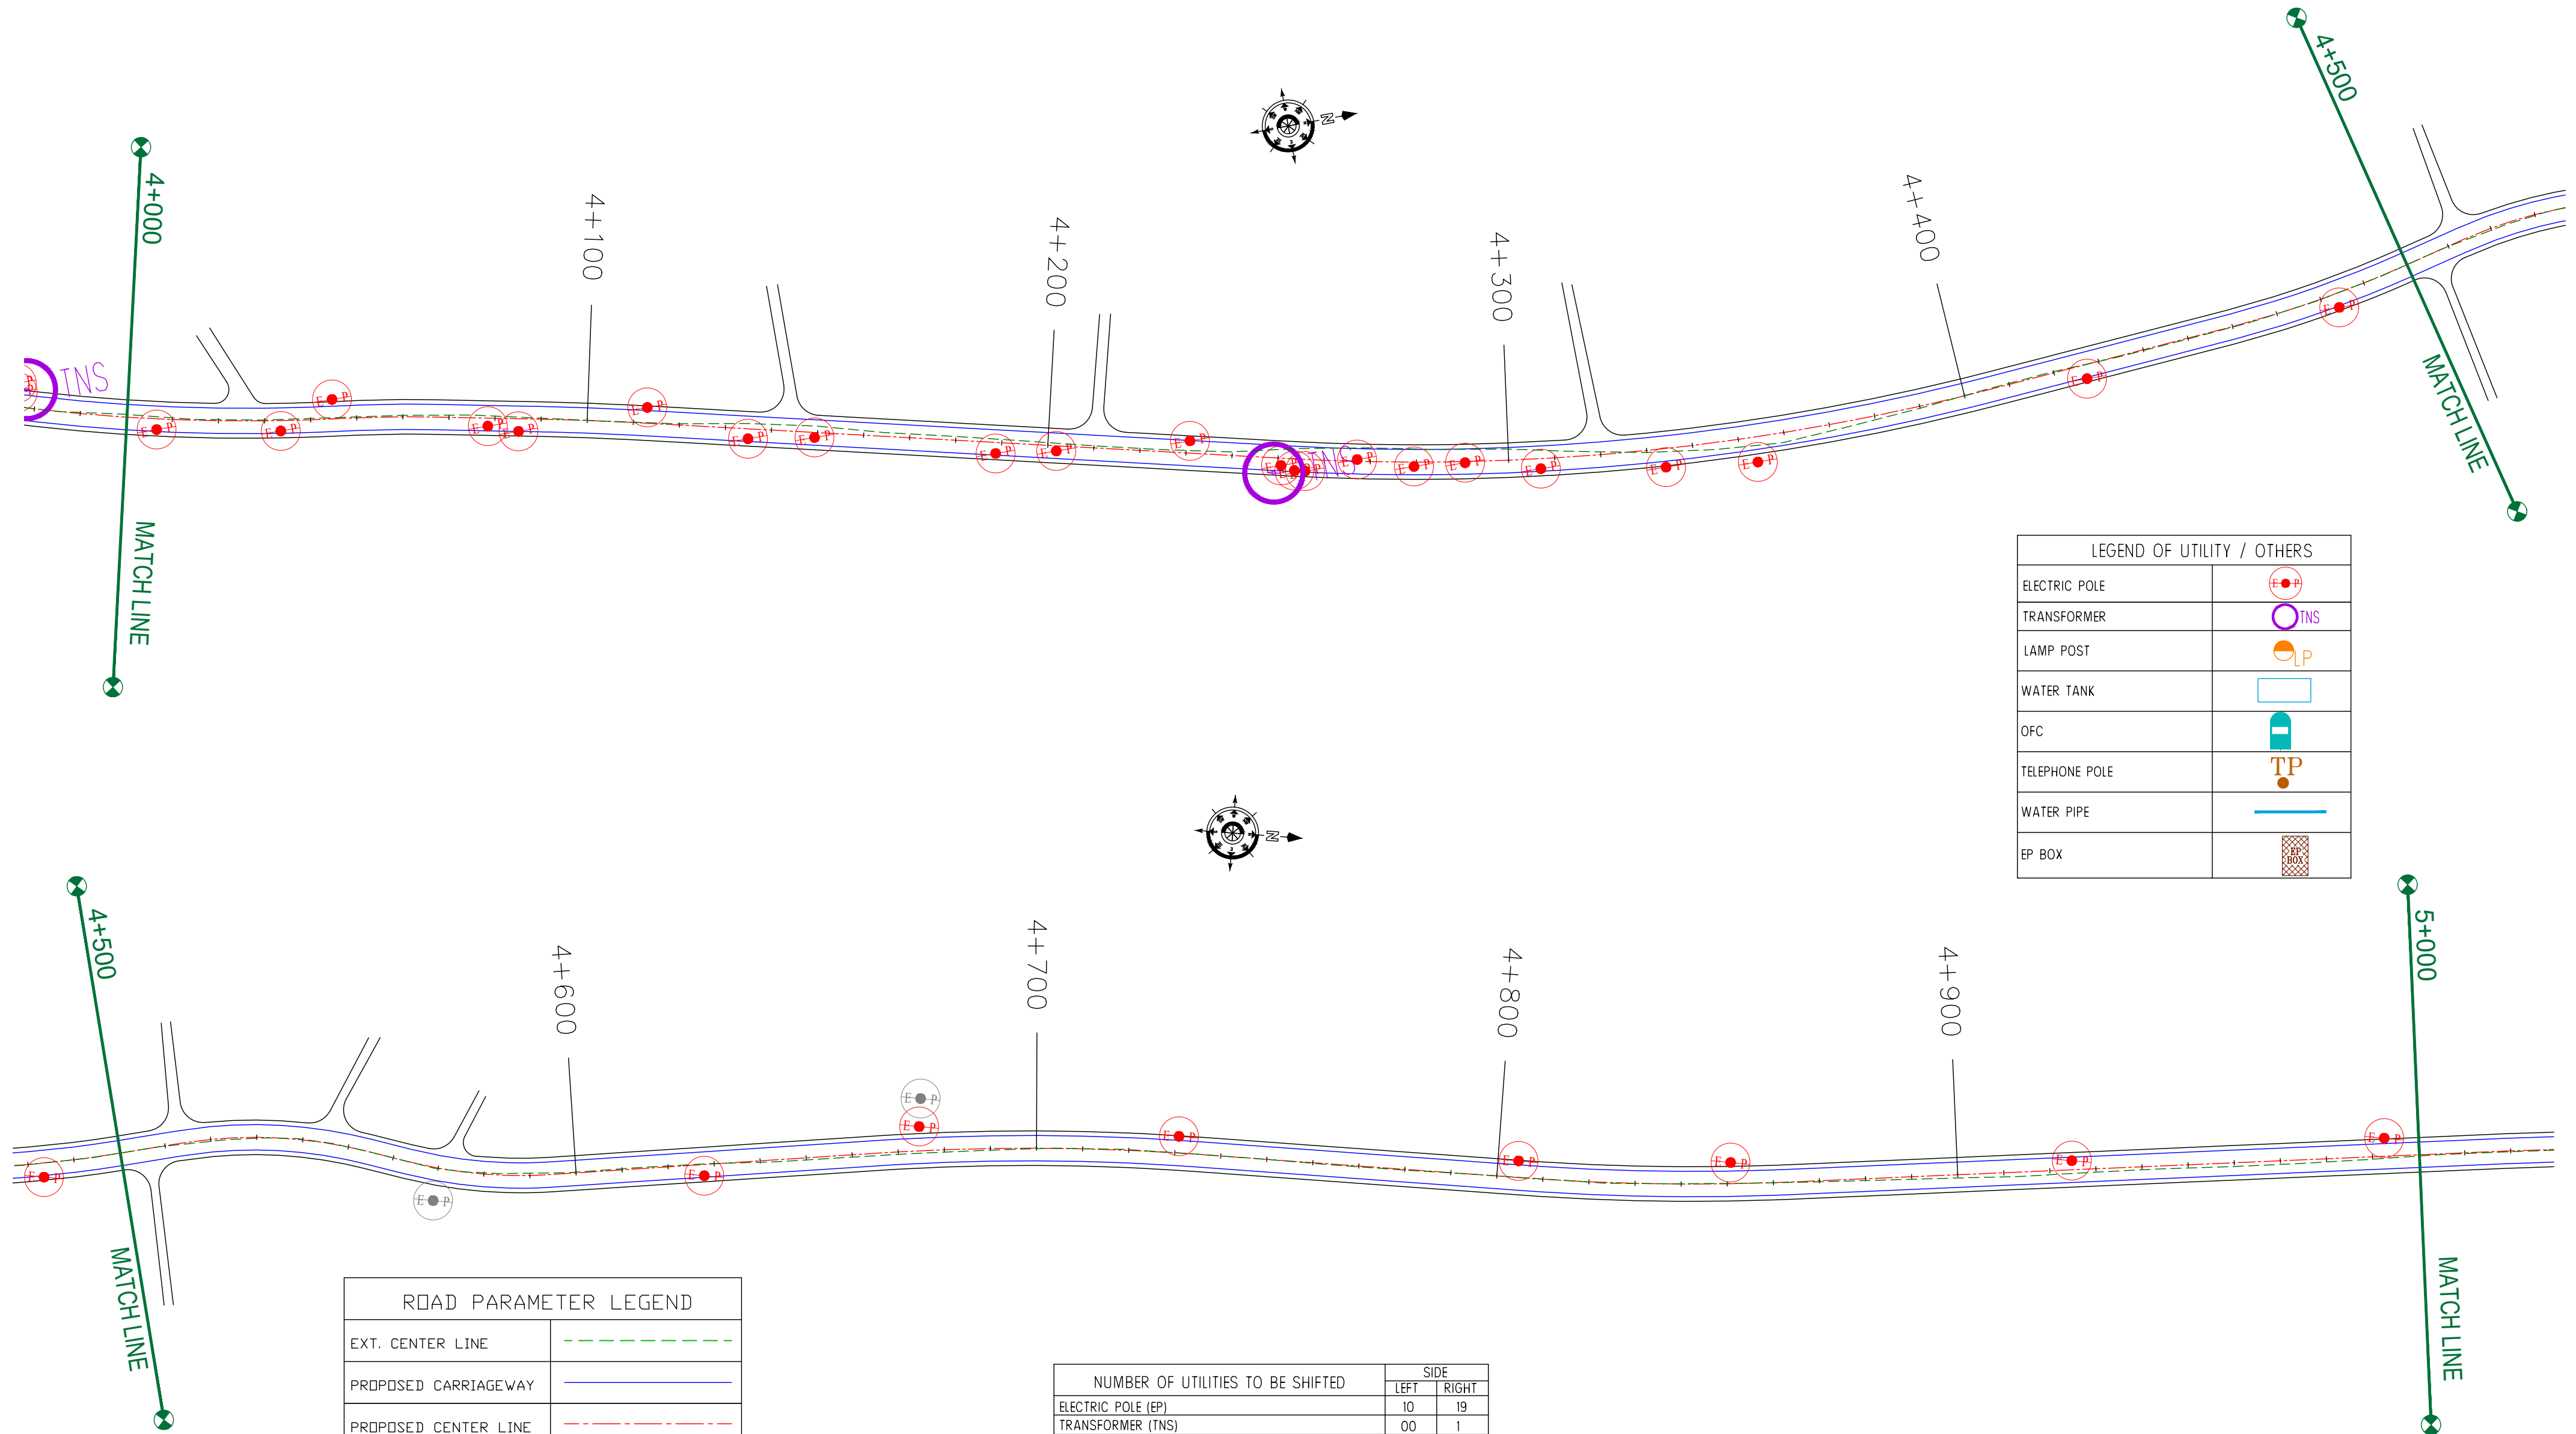 4+000
4+100
4+200
4+300
4+400
4+500
N
TNS
E P
E P
E P
E P
E P
E P
E P
E P
E P
E P
E P
TNS
E P
E P
E P
E P
E P
E P
E P
E P
MATCH LINE
MATCH LINE
LEGEND OF UTILITY / OTHERS
ELECTRIC POLE E P
TRANSFORMER TNS
LAMP POST LP
WATER TANK
OFC
TELEPHONE POLE TP
WATER PIPE
EP BOX EP BOX
N
4+500
4+600
4+700
4+800
4+900
5+000
E P
E P
E P
E P
E P
E P
E P
E P
E P
E P
MATCH LINE
MATCH LINE
ROAD PARAMETER LEGEND
EXT. CENTER LINE
PROPOSED CARRIAGEWAY
PROPOSED CENTER LINE
NUMBER OF UTILITIES TO BE SHIFTED SIDE
LEFT RIGHT
ELECTRIC POLE (EP) 10 19
TRANSFORMER (TNS) 00 1